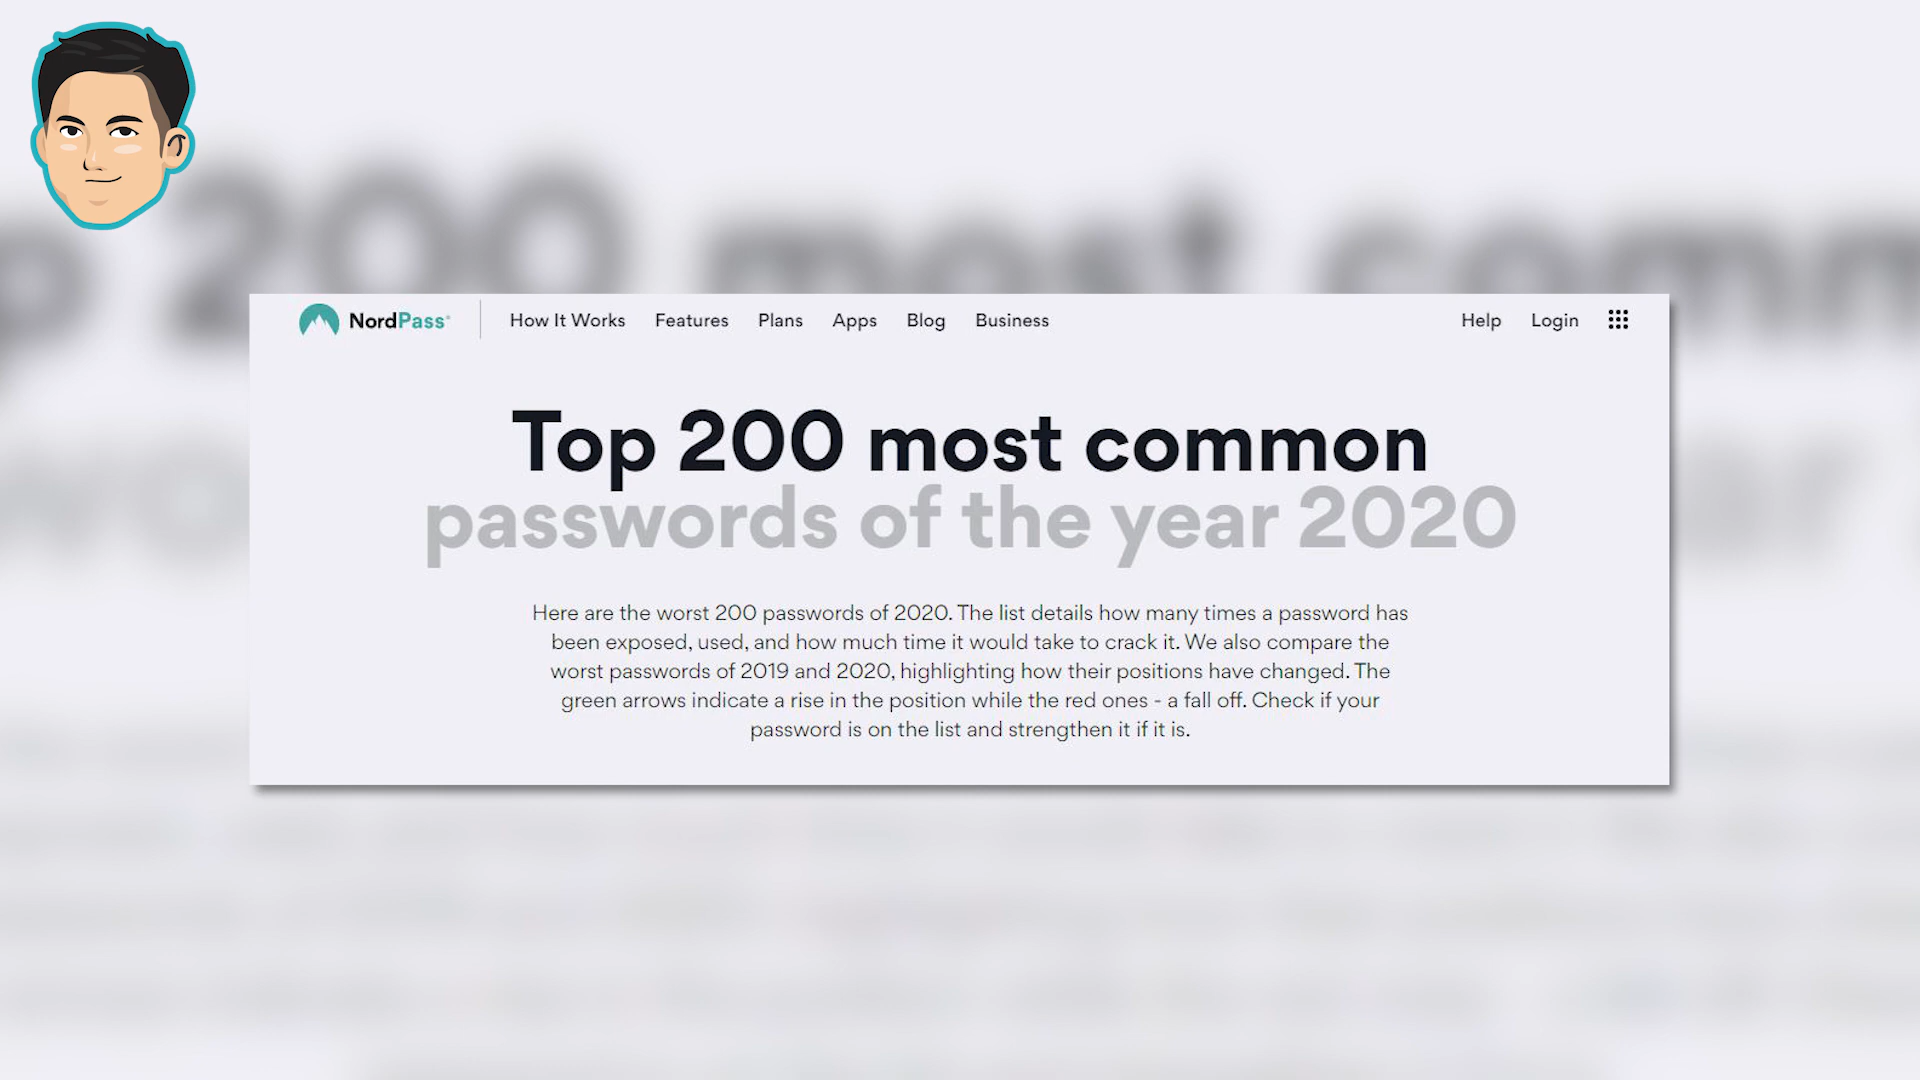 NordPass®
How It Works Features Plans Apps Blog Business Help Login
Top 200 most common
passwords of the year 2020
Here are the worst 200 passwords of 2020. The list details how many times a password has
been exposed, used, and how much time it would take to crack it. We also compare the
worst passwords of 2019 and 2020, highlighting how their positions have changed. The
green arrows indicate a rise in the position while the red ones - a fall off. Check if your
password is on the list and strengthen it if it is.